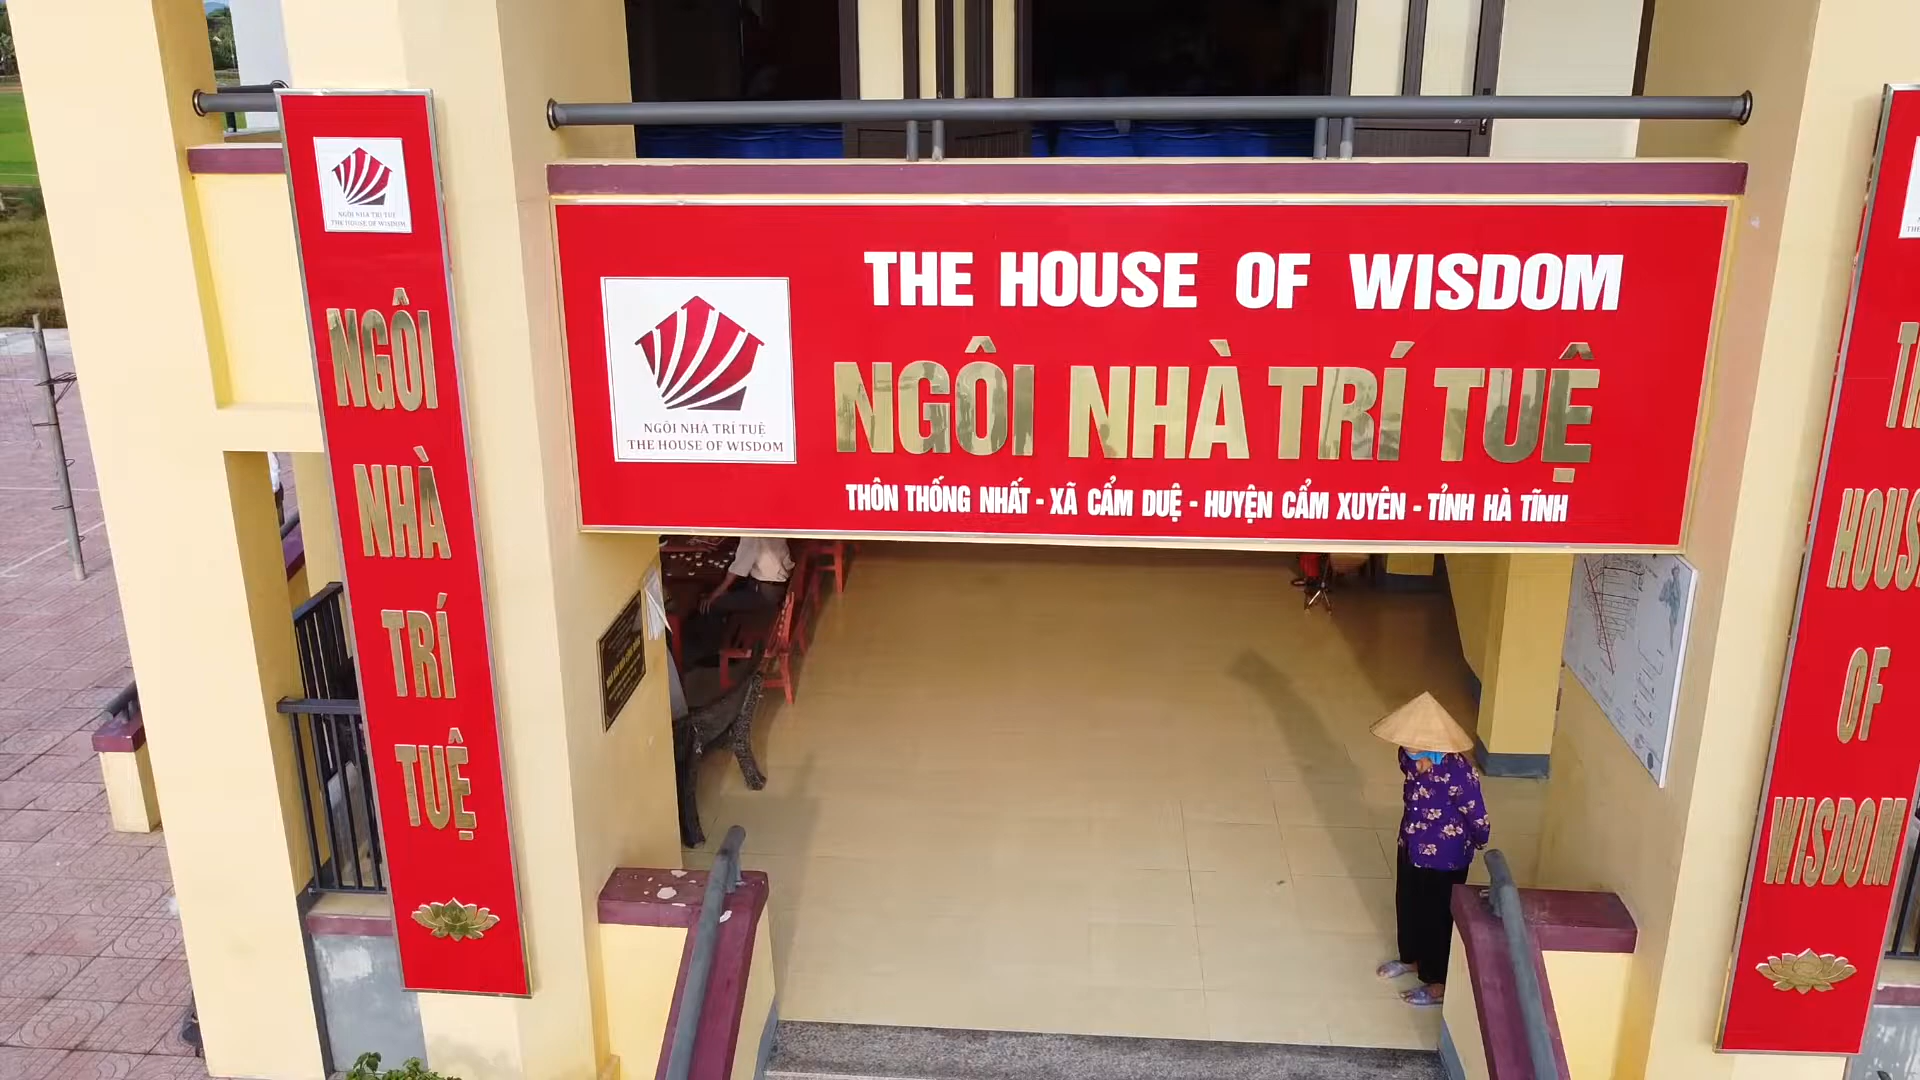 NGÔI NHÀ TRÍ TUỆ
THE HOUSE OF WISDOM
NGÔI
NHÀ
TRÍ
TUỆ
THE HOUSE OF WISDOM
NGÔI NHÀ TRÍ TUỆ
THÔN THỐNG NHẤT - XÃ CẨM DUỆ - HUYỆN CẨM XUYÊN - TỈNH HÀ TĨNH
NGÔI NHÀ TRÍ TUỆ
THE HOUSE OF WISDOM
HOUSE
OF
WISDOM